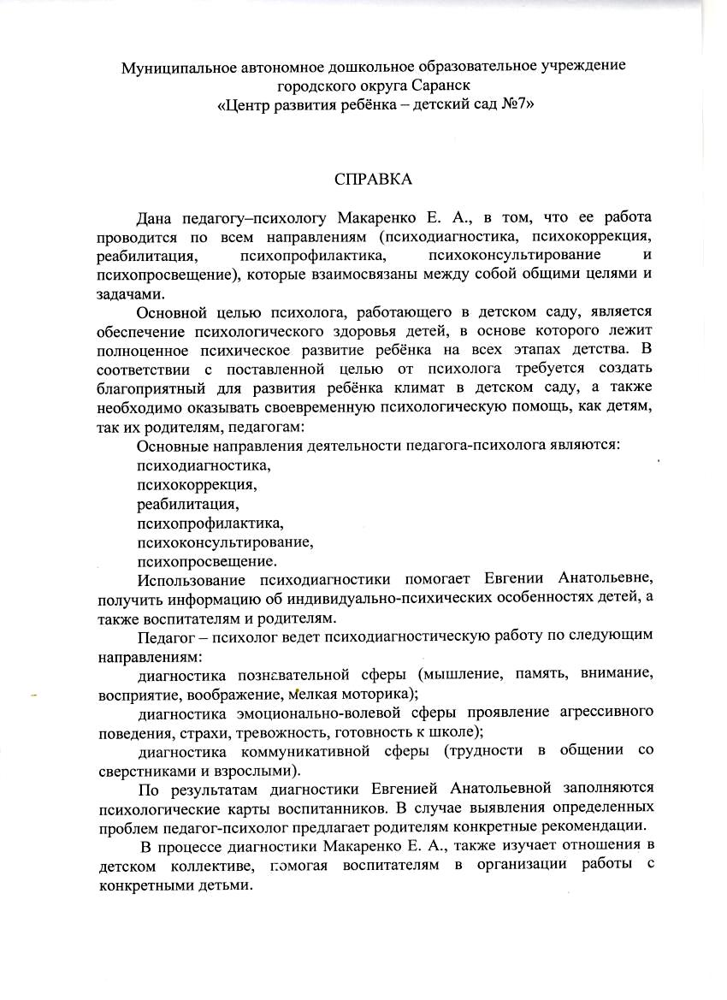 Муниципальное автономное дошкольное образовательное учреждение
городского округа Саранск
«Центр развития ребёнка – детский сад №7»
СПРАВКА
Дана педагогу–психологу Макаренко Е. А., в том, что ее работа
проводится по всем направлениям (психодиагностика, психокоррекция,
реабилитация, психопрофилактика, психоконсультирование и
психопросвещение), которые взаимосвязаны между собой общими целями и
задачами.
Основной целью психолога, работающего в детском саду, является
обеспечение психологического здоровья детей, в основе которого лежит
полноценное психическое развитие ребёнка на всех этапах детства. В
соответствии с поставленной целью от психолога требуется создать
благоприятный для развития ребёнка климат в детском саду, а также
необходимо оказывать своевременную психологическую помощь, как детям,
так их родителям, педагогам:
Основные направления деятельности педагога-психолога являются:
психодиагностика,
психокоррекция,
реабилитация,
психопрофилактика,
психоконсультирование,
психопросвещение.
Использование психодиагностики помогает Евгении Анатольевне,
получить информацию об индивидуально-психических особенностях детей, а
также воспитателям и родителям.
Педагог – психолог ведет психодиагностическую работу по следующим
направлениям:
диагностика познавательной сферы (мышление, память, внимание,
восприятие, воображение, мелкая моторика);
диагностика эмоционально-волевой сферы проявление агрессивного
поведения, страхи, тревожность, готовность к школе);
диагностика коммуникативной сферы (трудности в общении со
сверстниками и взрослыми).
По результатам диагностики Евгенией Анатольевной заполняются
психологические карты воспитанников. В случае выявления определенных
проблем педагог-психолог предлагает родителям конкретные рекомендации.
В процессе диагностики Макаренко Е. А., также изучает отношения в
детском коллективе, помогая воспитателям в организации работы с
конкретными детьми.